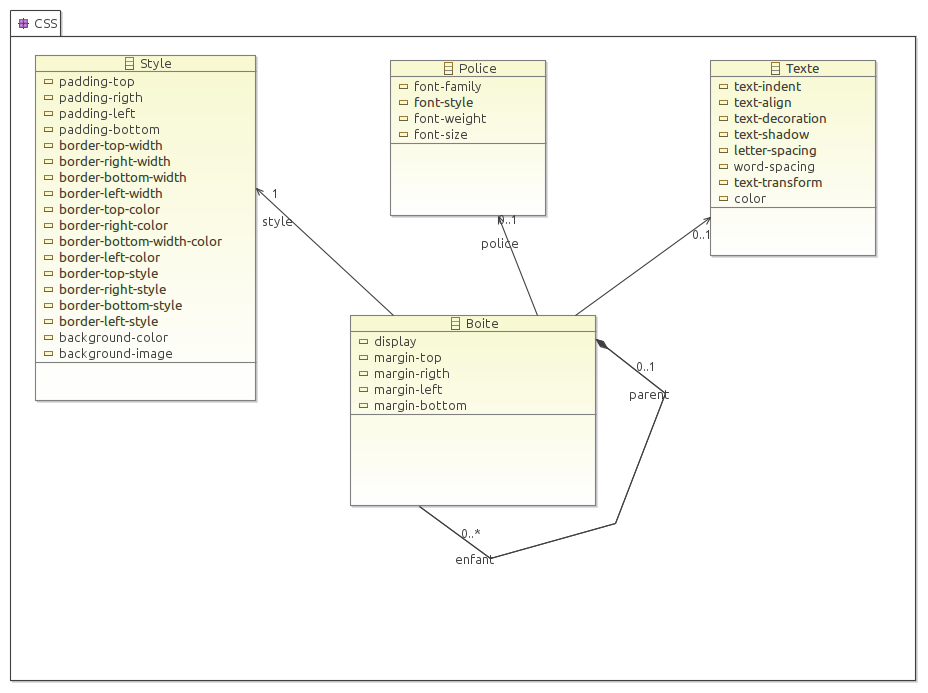 CSS
Style
padding-top
padding-rigth
padding-left
padding-bottom
border-top-width
border-right-width
border-bottom-width
border-left-width
border-top-color
border-right-color
border-bottom-width-color
border-left-color
border-top-style
border-right-style
border-bottom-style
border-left-style
background-color
background-image
Police
font-family
font-style
font-weight
font-size
Texte
text-indent
text-align
text-decoration
text-shadow
letter-spacing
word-spacing
text-transform
color
1
style
0..1
police
0..1
Boite
display
margin-top
margin-rigth
margin-left
margin-bottom
0..1
parent
0..*
enfant